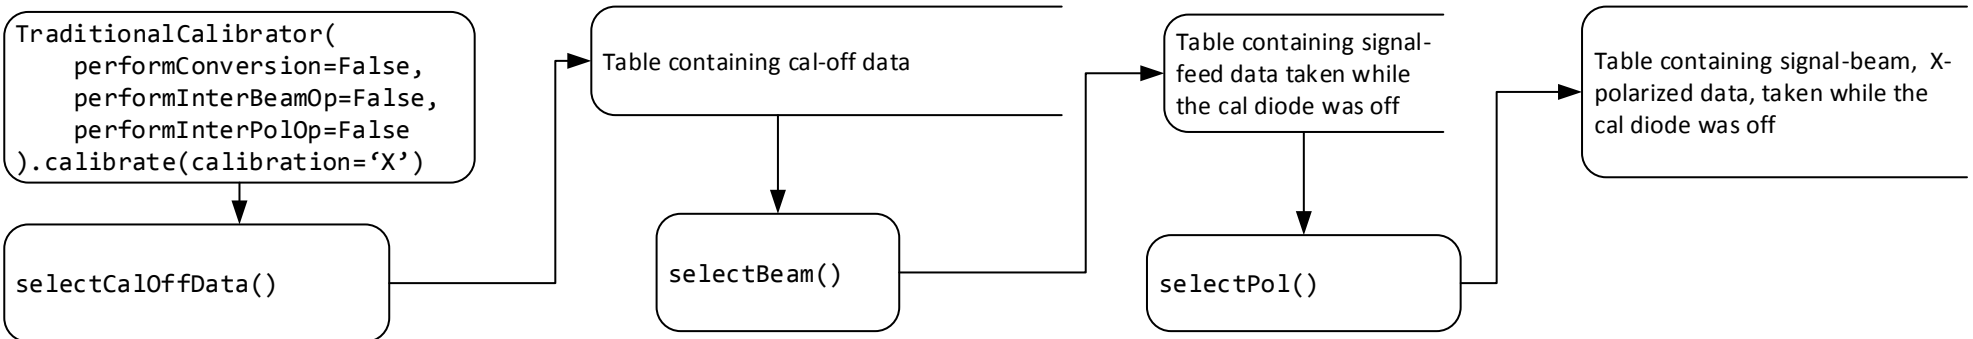 TraditionalCalibrator(
    performConversion=False,
    performInterBeamOp=False,
    performInterPolOp=False
).calibrate(calibration=‘X’)
selectCalOffData()
Table containing cal-off data
selectBeam()
Table containing signal-
feed data taken while
the cal diode was off
selectPol()
Table containing signal-beam,  X-
polarized data, taken while the
cal diode was off